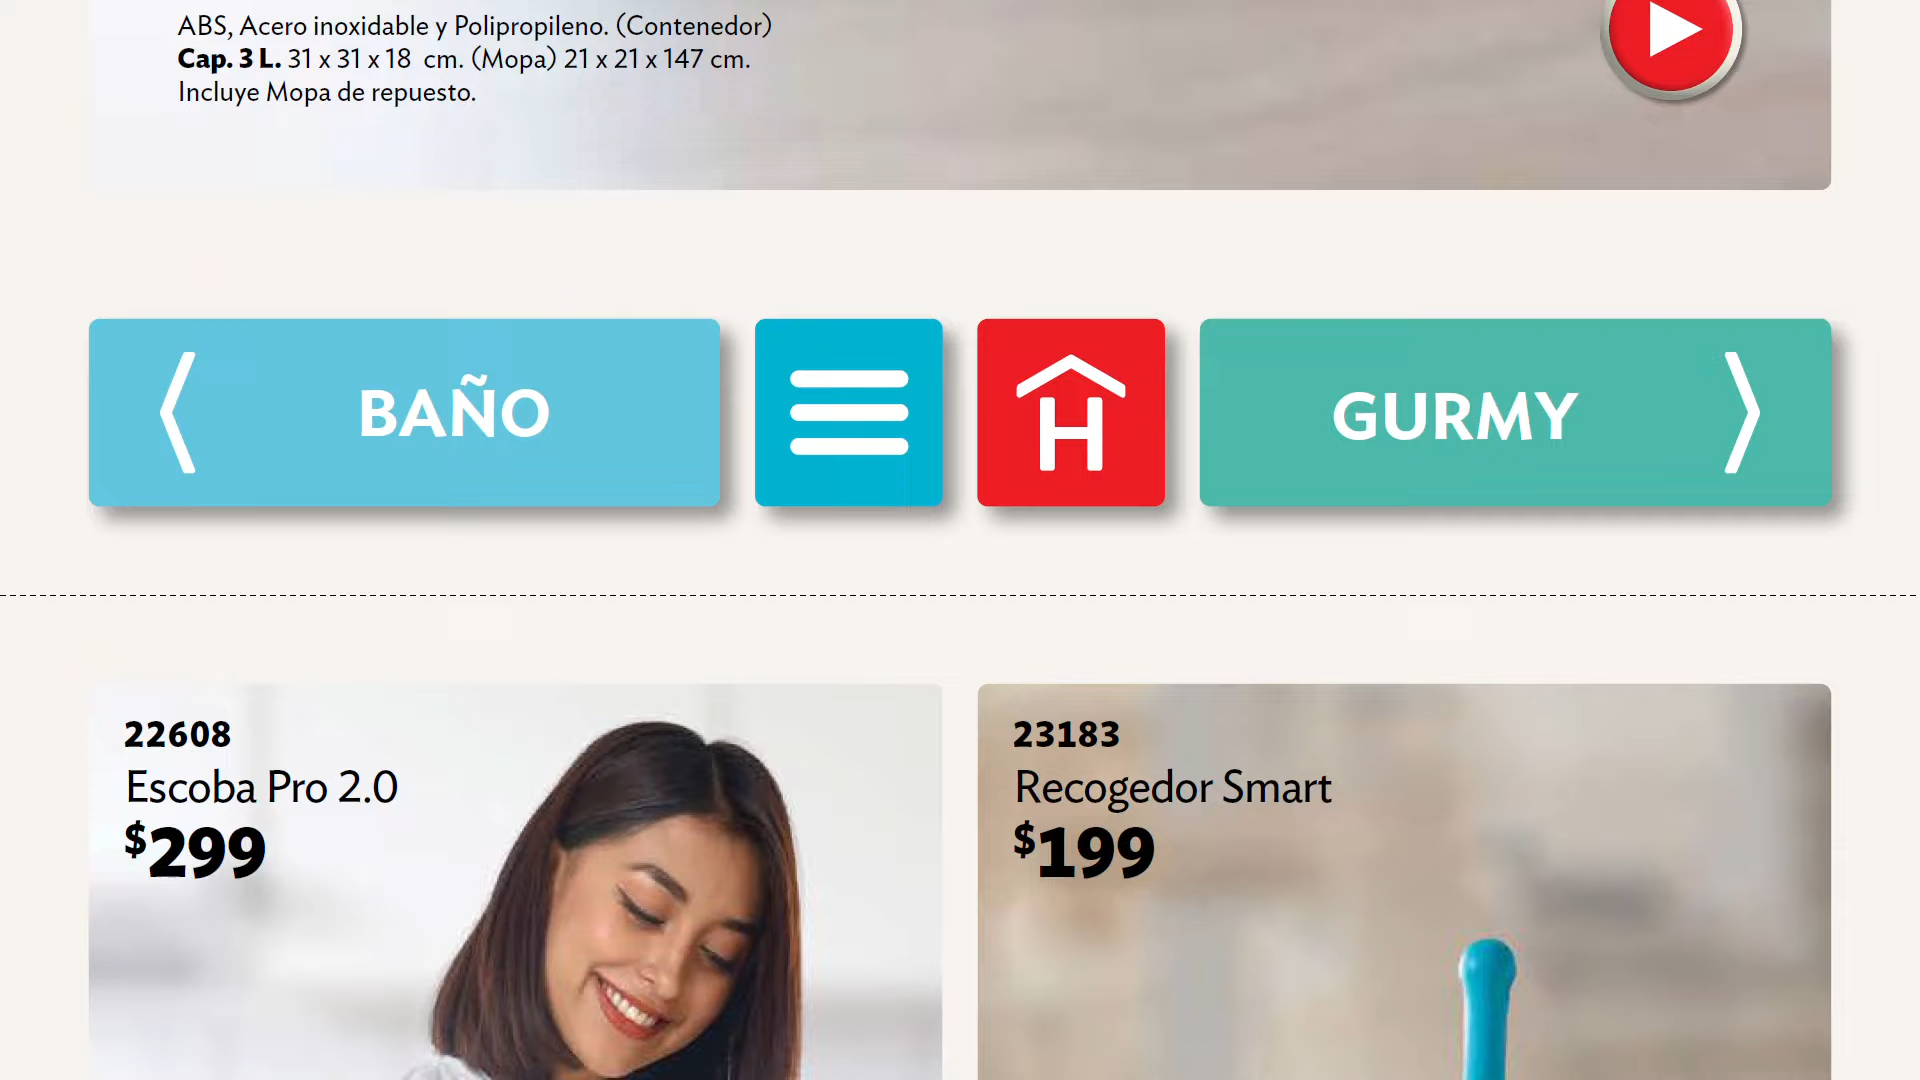 ABS, Acero inoxidable y Polipropileno. (Contenedor)
Cap. 3 L. 31 x 31 x 18 cm. (Mopa) 21 x 21 x 147 cm.
Incluye Mopa de repuesto.
BAÑO
H
GURMY
22608
Escoba Pro 2.0
$299
23183
Recogedor Smart
$199